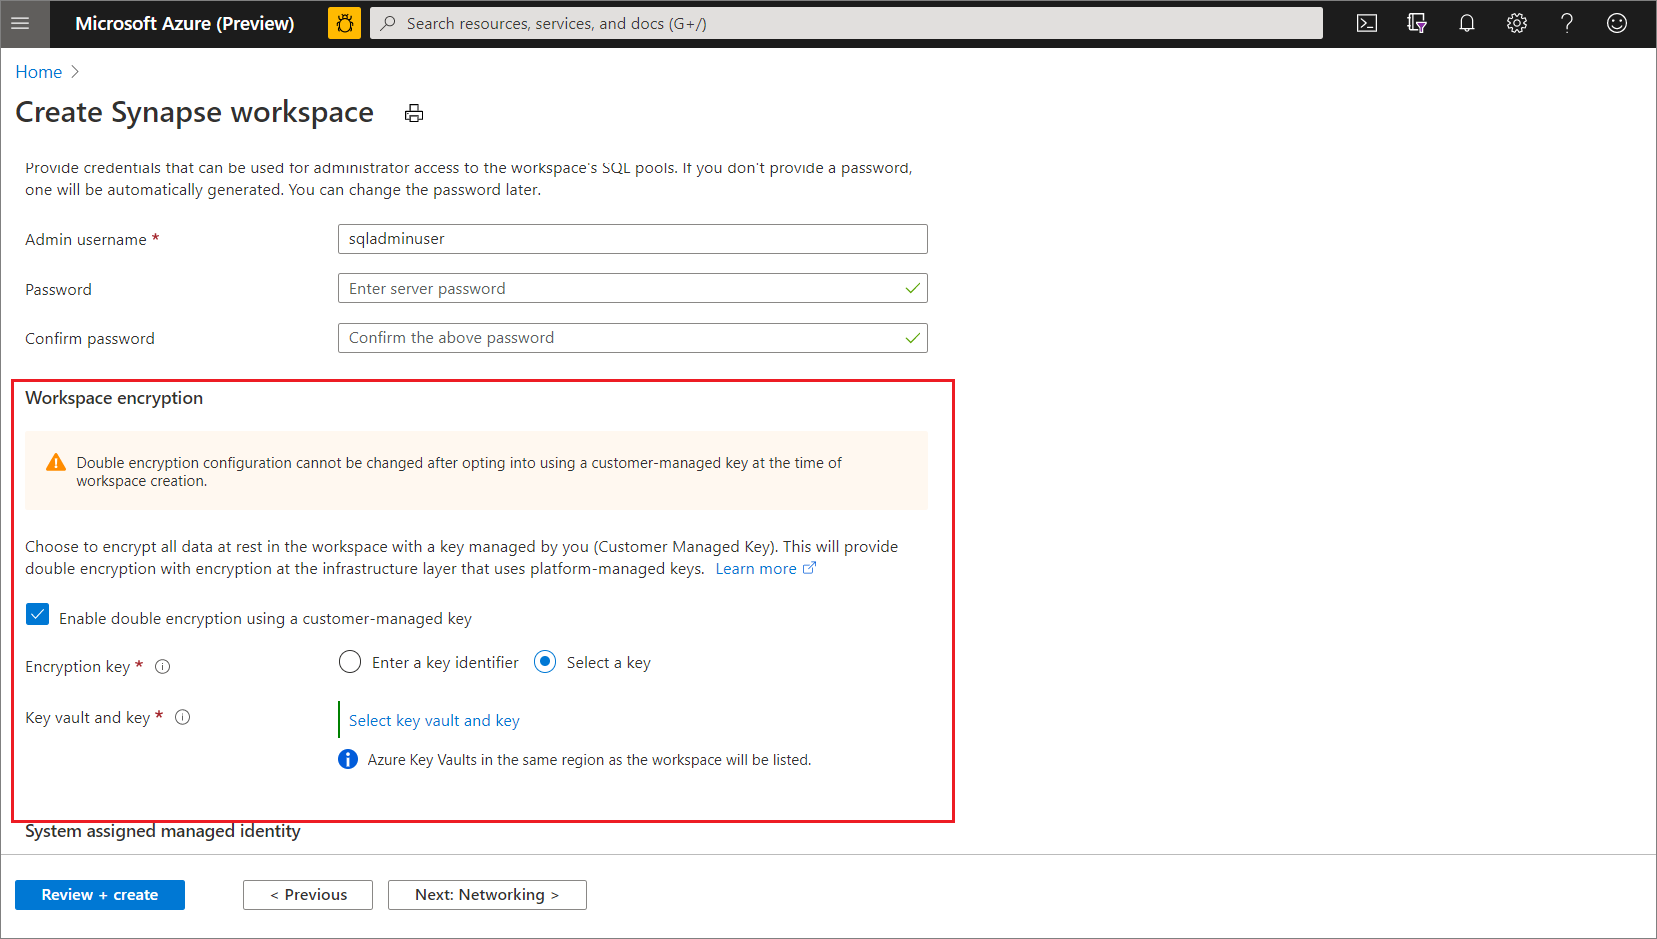 Microsoft Azure (Preview)
Search resources, services, and docs (G+/)
Home >
Create Synapse workspace
Provide credentials that can be used for administrator access to the workspace's SQL pools. If you don't provide a password,
one will be automatically generated. You can change the password later.
Admin username *
sqladminuser
Password
Enter server password
Confirm password
Confirm the above password
Workspace encryption
Double encryption configuration cannot be changed after opting into using a customer-managed key at the time of
workspace creation.
Choose to encrypt all data at rest in the workspace with a key managed by you (Customer Managed Key). This will provide
double encryption with encryption at the infrastructure layer that uses platform-managed keys. Learn more
Enable double encryption using a customer-managed key
Encryption key *
Enter a key identifier
Select a key
Key vault and key *
Select key vault and key
Azure Key Vaults in the same region as the workspace will be listed.
System assigned managed identity
Review + create
< Previous
Next: Networking >